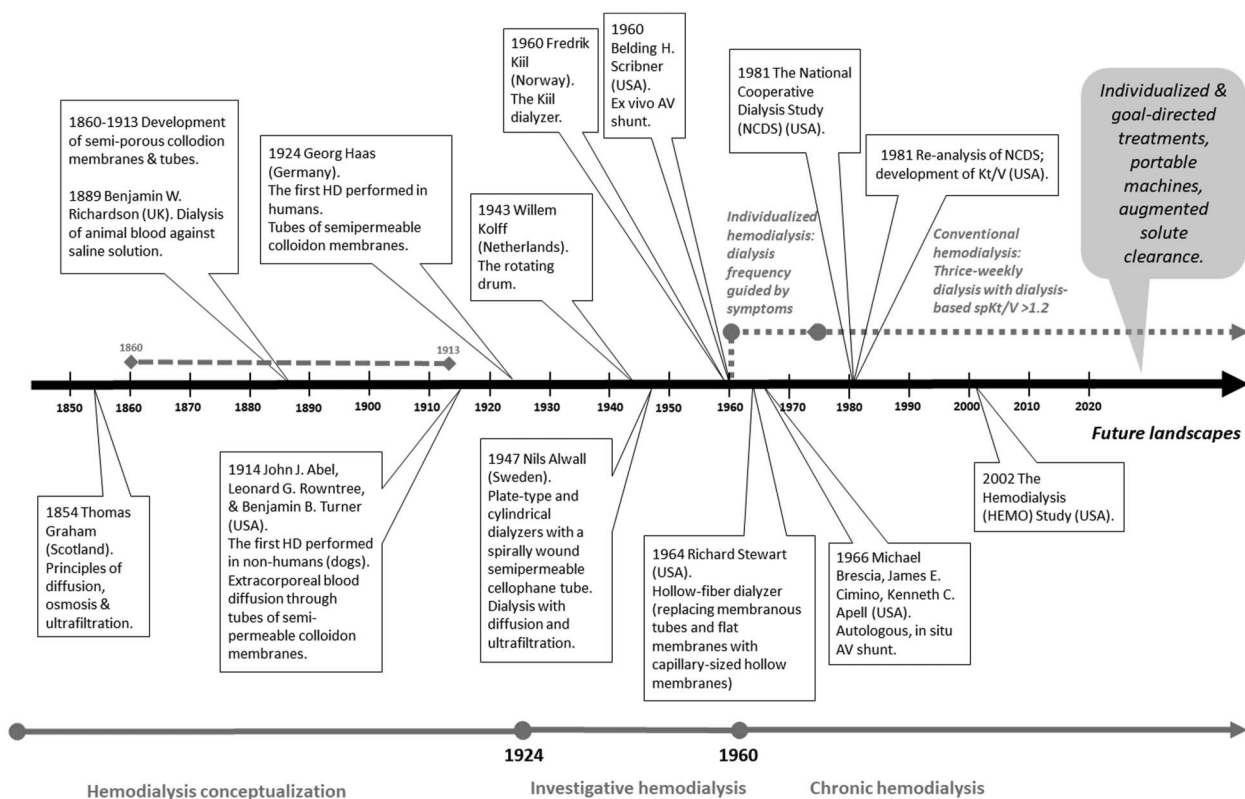 1860-1913 Development
of semi-porous collodion
membranes & tubes.
1889 Benjamin W.
Richardson (UK). Dialysis
of animal blood against
saline solution.
1924 Georg Haas
(Germany).
The first HD performed in
humans.
Tubes of semipermeable
colloidon membranes.
1943 Willem
Kolff
(Netherlands).
The rotating
drum.
1960 Fredrik
Kiil
(Norway).
The Kiil
dialyzer.
1960
Belding H.
Scribner
(USA).
Ex vivo AV
shunt.
1981 The National
Cooperative
Dialysis Study
(NCDS) (USA).
1981 Re-analysis of NCDS;
development of Kt/V (USA).
Individualized &
goal-directed
treatments,
portable
machines,
augmented
solute
clearance.
Individualized
hemodialysis:
dialysis
frequency
guided by
symptoms
Conventional
hemodialysis:
Thrice-weekly
dialysis with dialysis-
based spKt/V >1.2
1860
1913
1850
1860
1870
1880
1890
1900
1910
1920
1930
1940
1950
1960
1970
1980
1990
2000
2010
2020
Future landscapes
1854 Thomas
Graham
(Scotland).
Principles of
diffusion,
osmosis &
ultrafiltration.
1914 John J. Abel,
Leonard G. Rowntree,
& Benjamin B. Turner
(USA).
The first HD performed
in non-humans (dogs).
Extracorporeal blood
diffusion through
tubes of semi-
permeable colloidon
membranes.
1947 Nils Alwall
(Sweden).
Plate-type and
cylindrical
dialyzers with a
spirally wound
semipermeable
cellophane tube.
Dialysis with
diffusion and
ultrafiltration.
1964 Richard Stewart
(USA).
Hollow-fiber dialyzer
(replacing membranous
tubes and flat
membranes with
capillary-sized hollow
membranes)
1966 Michael
Brescia, James E.
Cimino, Kenneth C.
Apell (USA).
Autologous, in situ
AV shunt.
2002 The
Hemodialysis
(HEMO) Study (USA).
1924
1960
Hemodialysis conceptualization
Investigative hemodialysis
Chronic hemodialysis